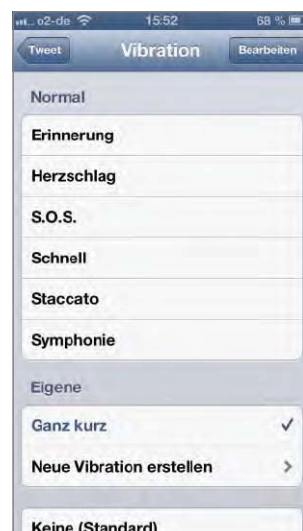 o2-de 15:52 68 %
Tweet Vibration Bearbeiten
Normal
Erinnerung
Herzschlag
S.O.S.
Schnell
Staccato
Symphonie
Eigene
Ganz kurz
Neue Vibration erstellen
Keine (Standard)